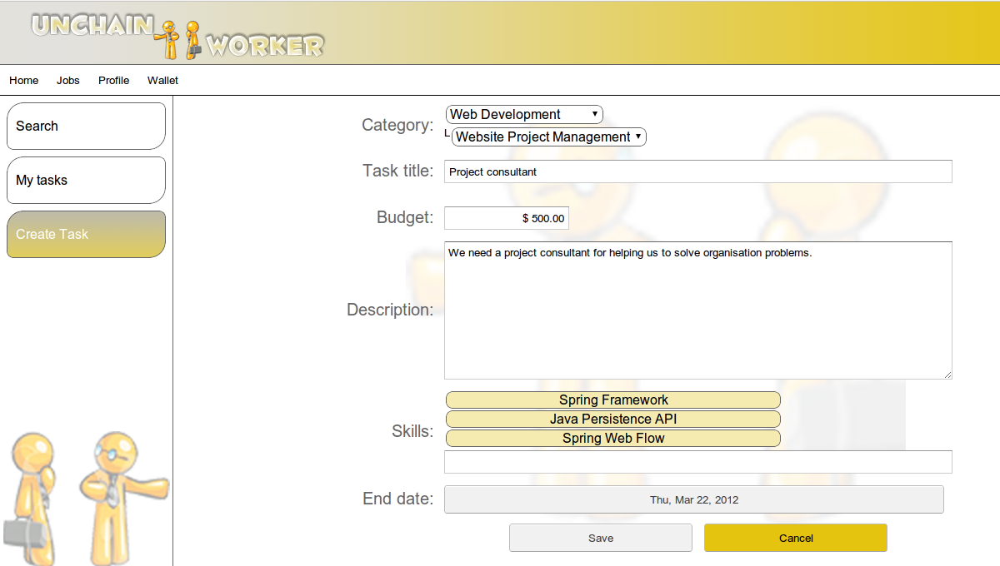 UNCHAIN
WORKER
Home Jobs Profile Wallet
Search
My tasks
Create Task
Category: Web Development
Website Project Management
Task title: Project consultant
Budget: $ 500.00
Description: We need a project consultant for helping us to solve organisation problems.
Skills: Spring Framework
Java Persistence API
Spring Web Flow
End date: Thu, Mar 22, 2012
Save Cancel